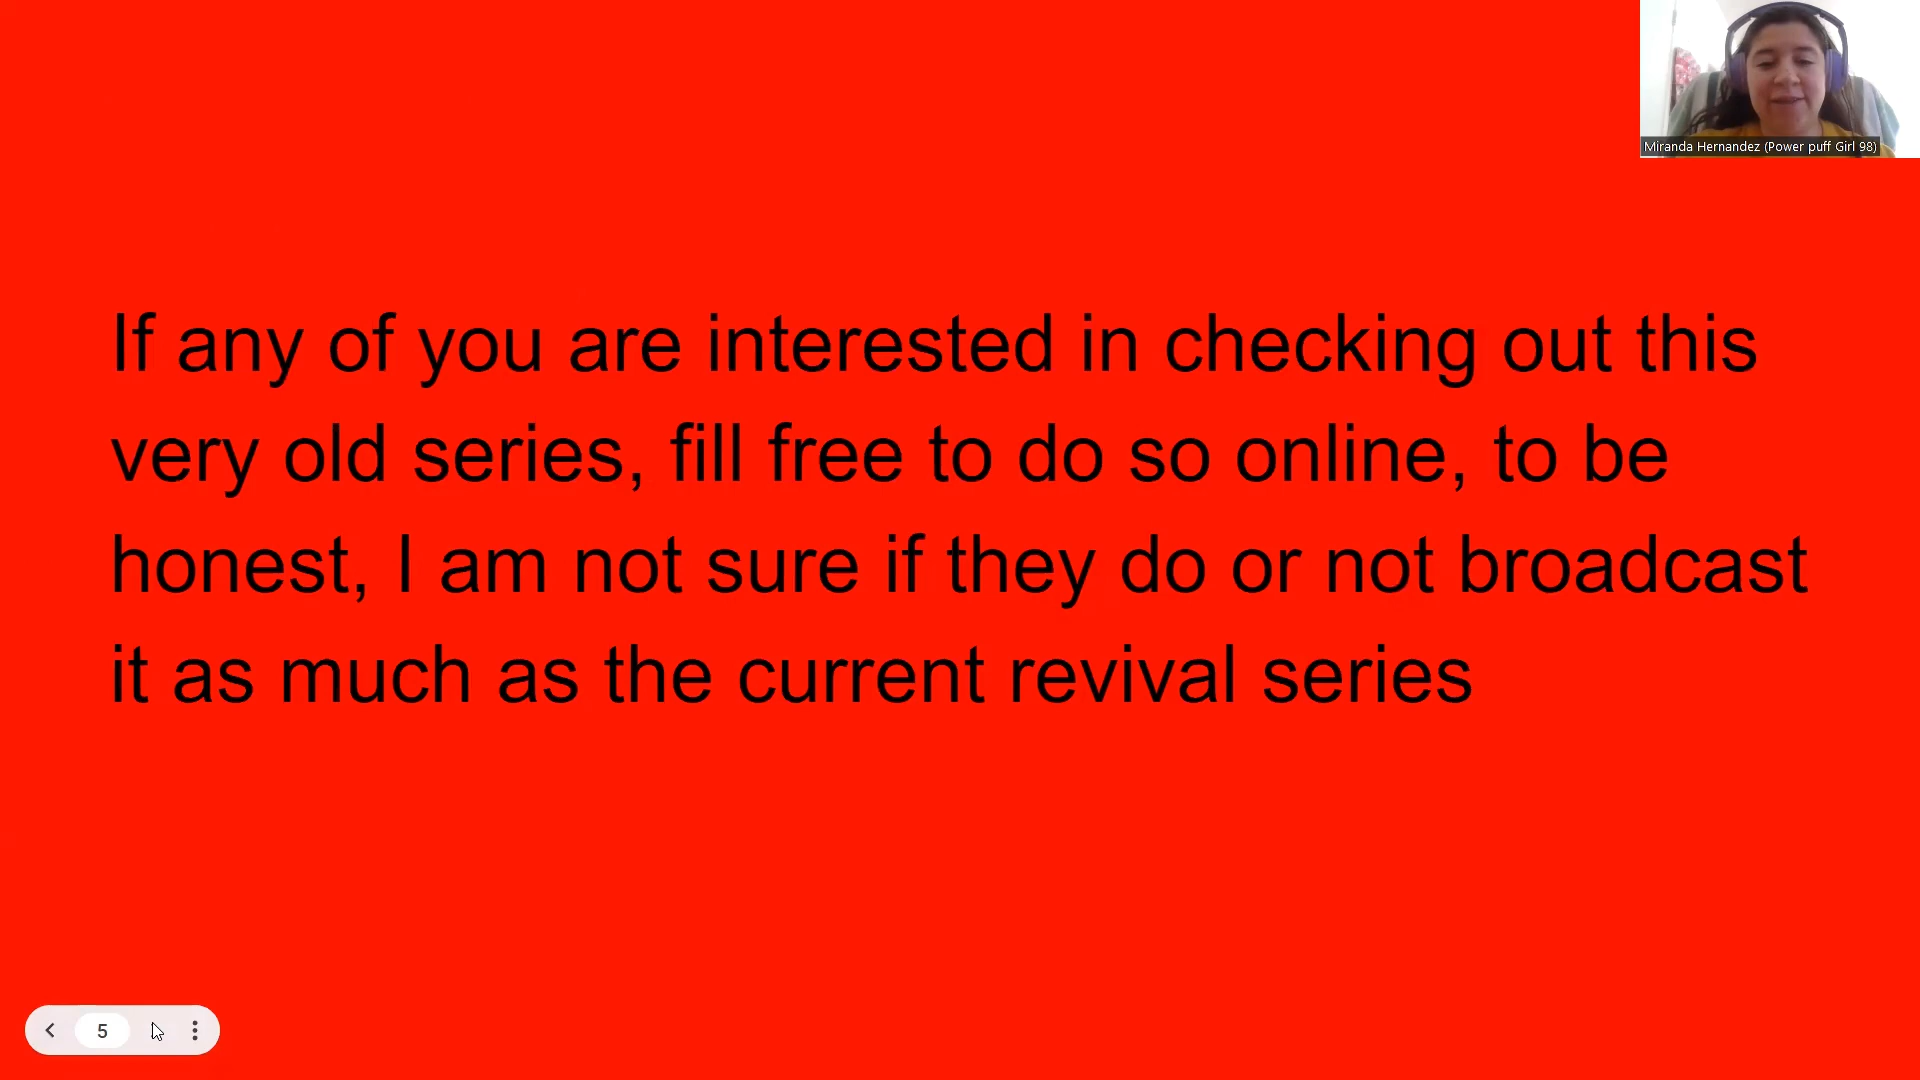 Miranda Hernandez (Power puff Girl 98)
If any of you are interested in checking out this
very old series, fill free to do so online, to be
honest, I am not sure if they do or not broadcast
it as much as the current revival series
5